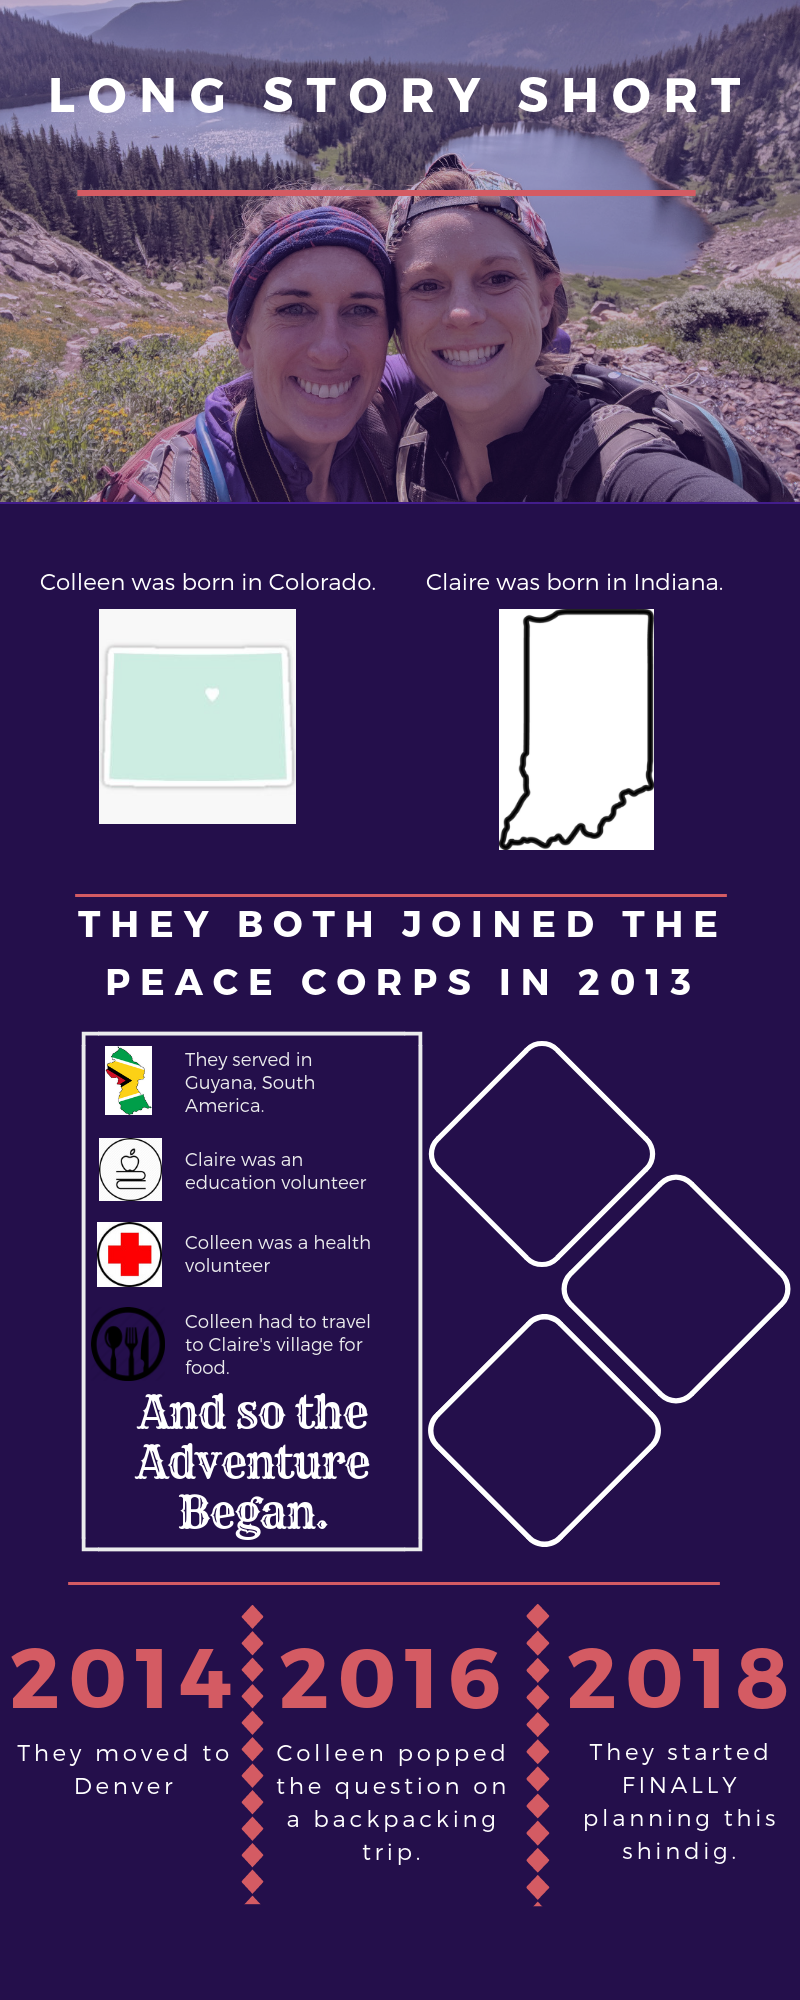 LONG STORY SHORT
Colleen was born in Colorado.
Claire was born in Indiana.
THEY BOTH JOINED THE
PEACE CORPS IN 2013
They served in
Guyana, South
America.
Claire was an
education volunteer
Colleen was a health
volunteer
Colleen had to travel
to Claire's village for
food.
And so the
Adventure
Began.
2014
They moved to
Denver
2016
Colleen popped
the question on
a backpacking
trip.
2018
They started
FINALLY
planning this
shindig.